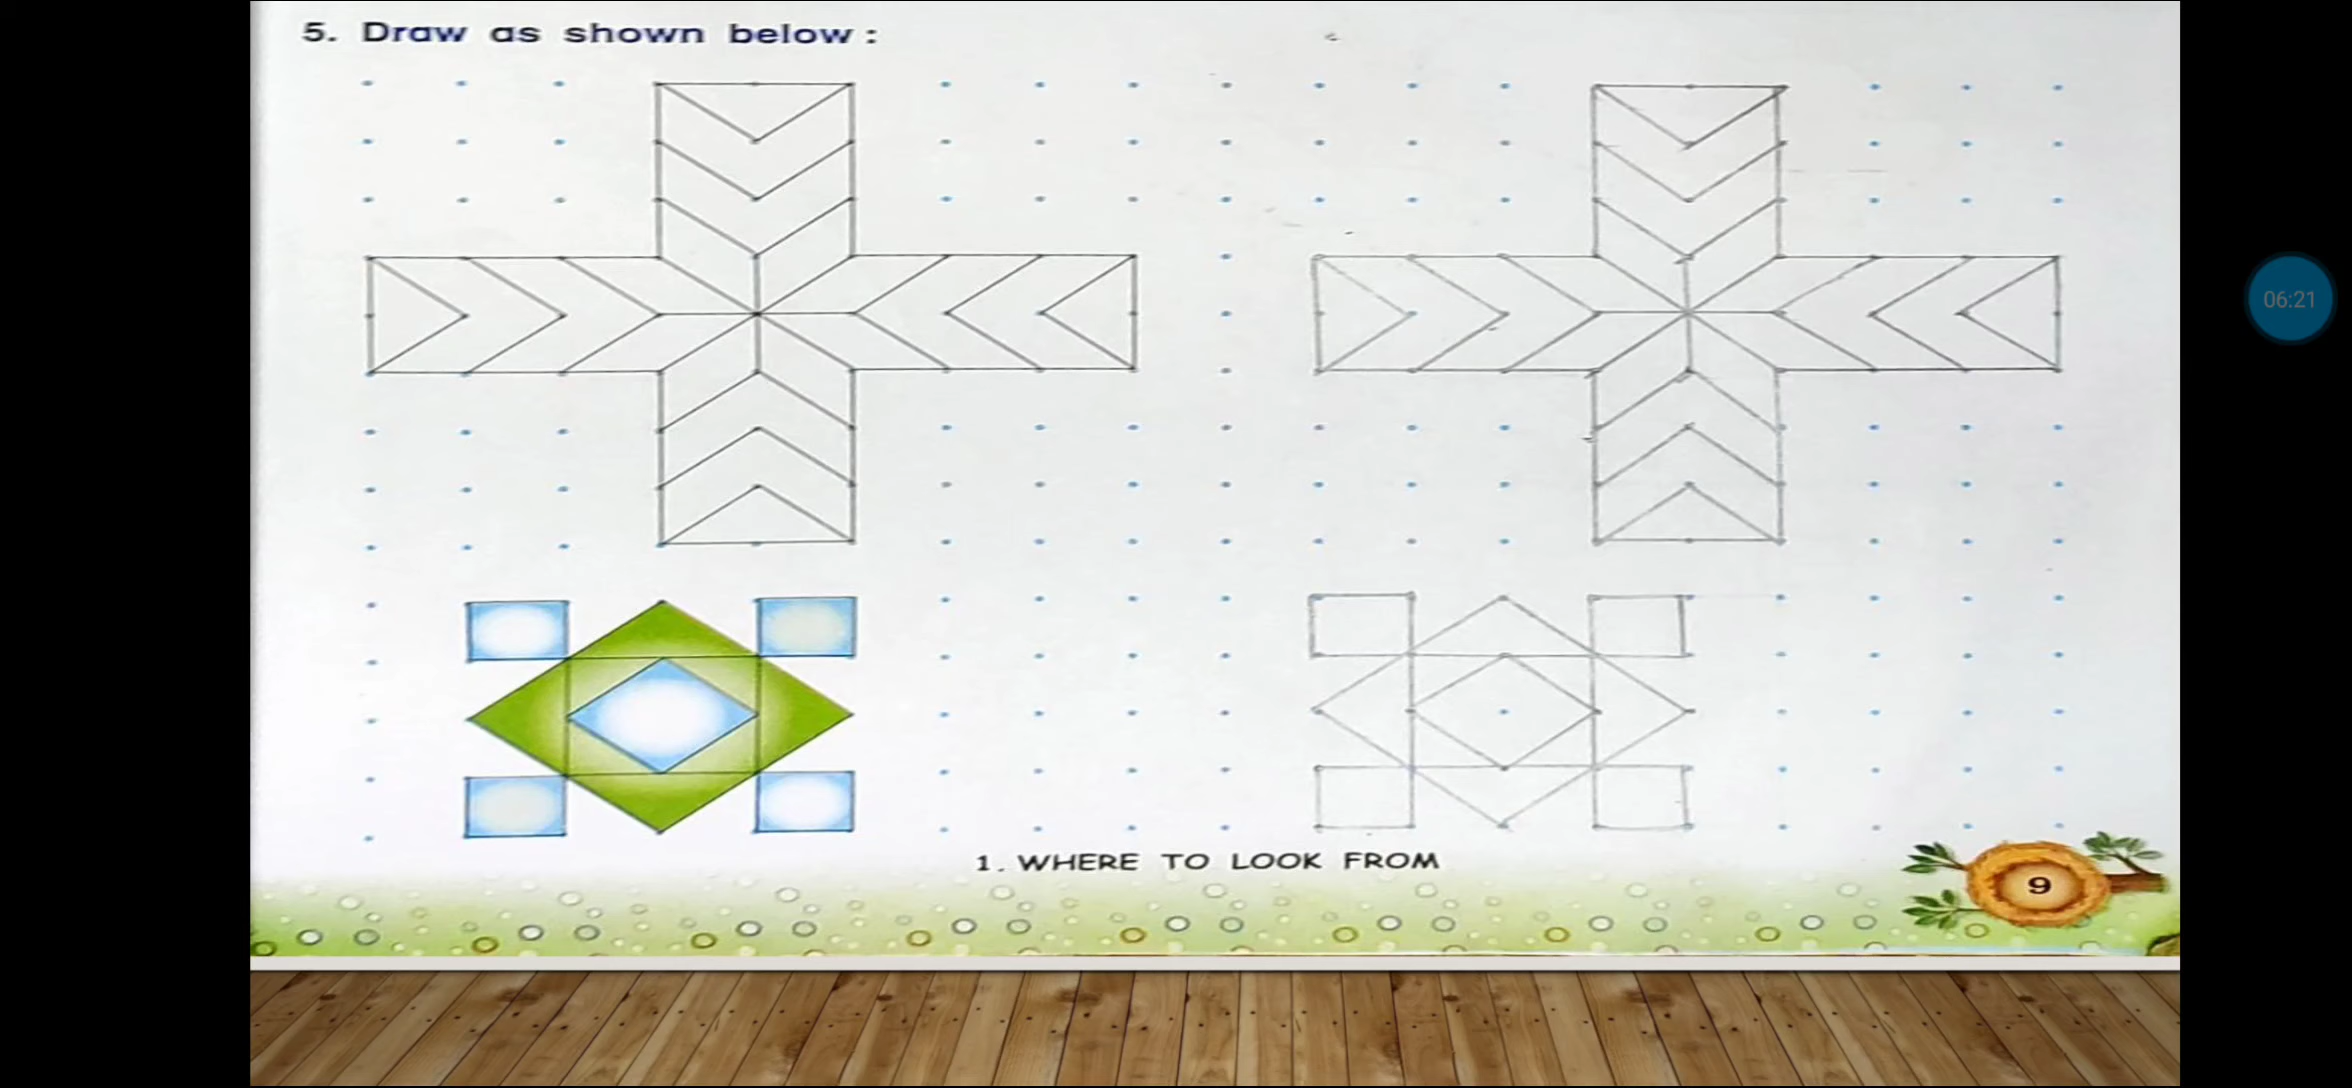 5. Draw as shown below :
06:21
1. WHERE TO LOOK FROM
9